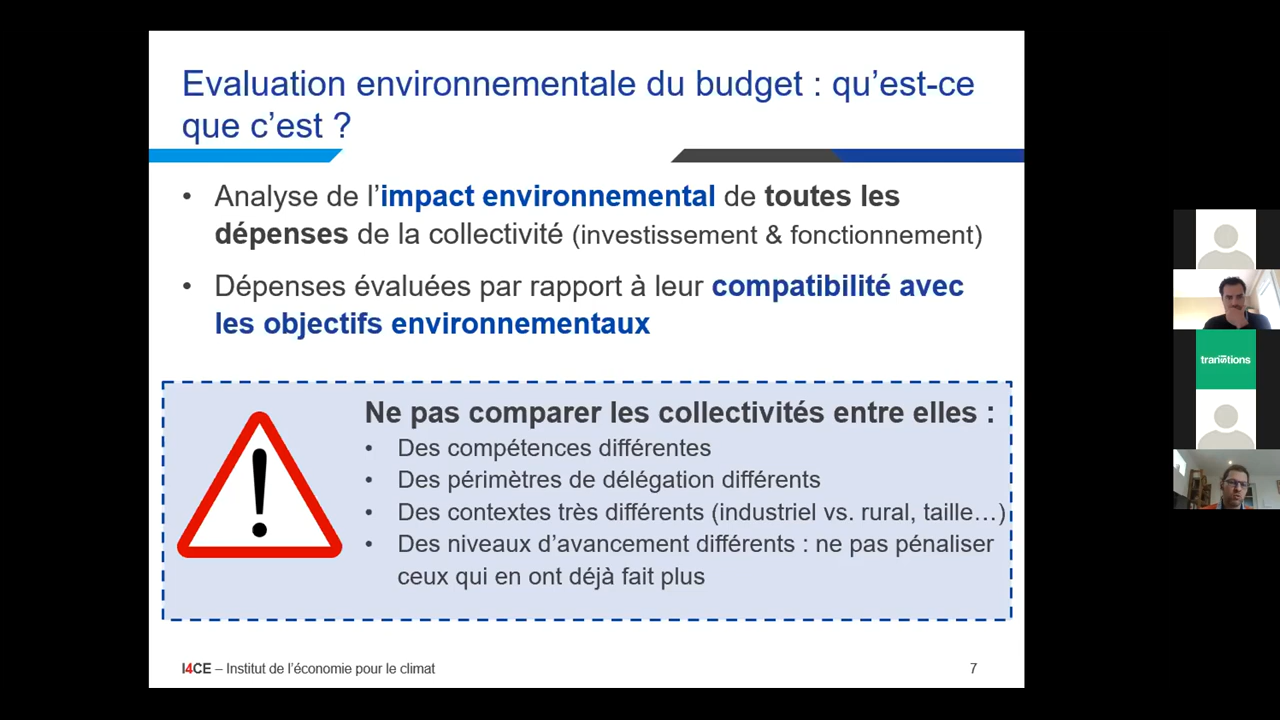 Evaluation environnementale du budget : qu’est-ce
que c’est ?
• Analyse de l’impact environnemental de toutes les
dépenses de la collectivité (investissement & fonctionnement)
• Dépenses évaluées par rapport à leur compatibilité avec
les objectifs environnementaux
Ne pas comparer les collectivités entre elles :
• Des compétences différentes
• Des périmètres de délégation différents
• Des contextes très différents (industriel vs. rural, taille…)
• Des niveaux d’avancement différents : ne pas pénaliser
ceux qui en ont déjà fait plus
I4CE – Institut de l’économie pour le climat
7